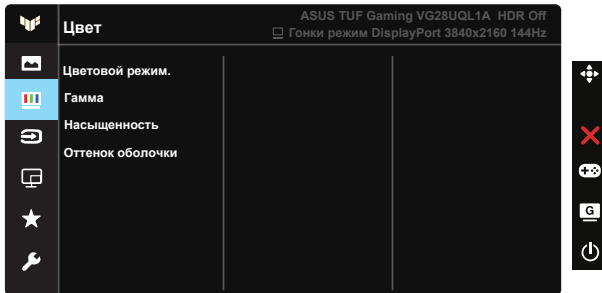 ASUS TUF Gaming VG28UQL1A HDR Off
Цвет
Гонки режим DisplayPort 3840x2160 144Hz
Цветовой режим.
Гамма
Насыщенность
Оттенок оболочки
G